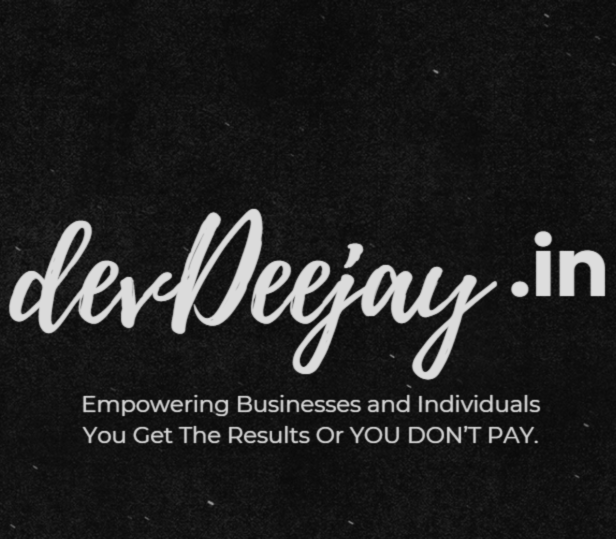 devDeejay .in
Empowering Businesses and Individuals
You Get The Results Or YOU DON'T PAY.